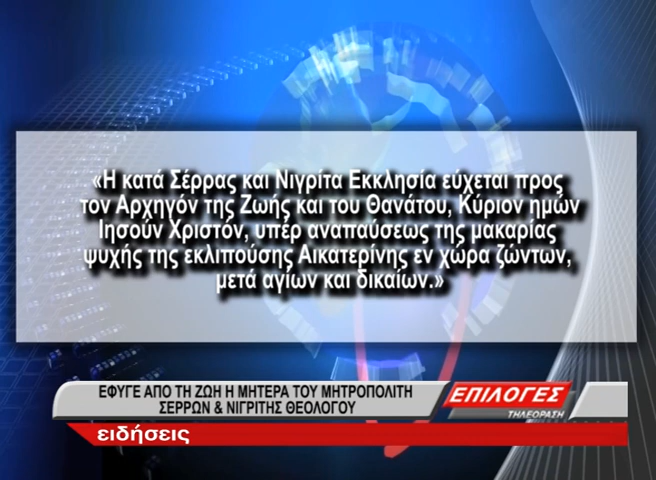 «Η κατά Σέρρας και Νιγρίτα Εκκλησία εύχεται προς
τον Αρχηγόν της Ζωής και του Θανάτου, Κύριον ημών
Ιησούν Χριστόν, υπέρ αναπαύσεως της μακαρίας
ψυχής της εκλιπούσης Αικατερίνης εν χώρα ζώντων,
μετά αγίων και δικαίων.»
ΕΦΥΓΕ ΑΠΟ ΤΗ ΖΩΗ Η ΜΗΤΕΡΑ ΤΟΥ ΜΗΤΡΟΠΟΛΙΤΗ
ΣΕΡΡΩΝ & ΝΙΓΡΙΤΗΣ ΘΕΟΛΟΓΟΥ
ΕΠΙΛΟΓΕΣ
ΤΗΛΕΟΡΑΣΗ
ειδήσεις